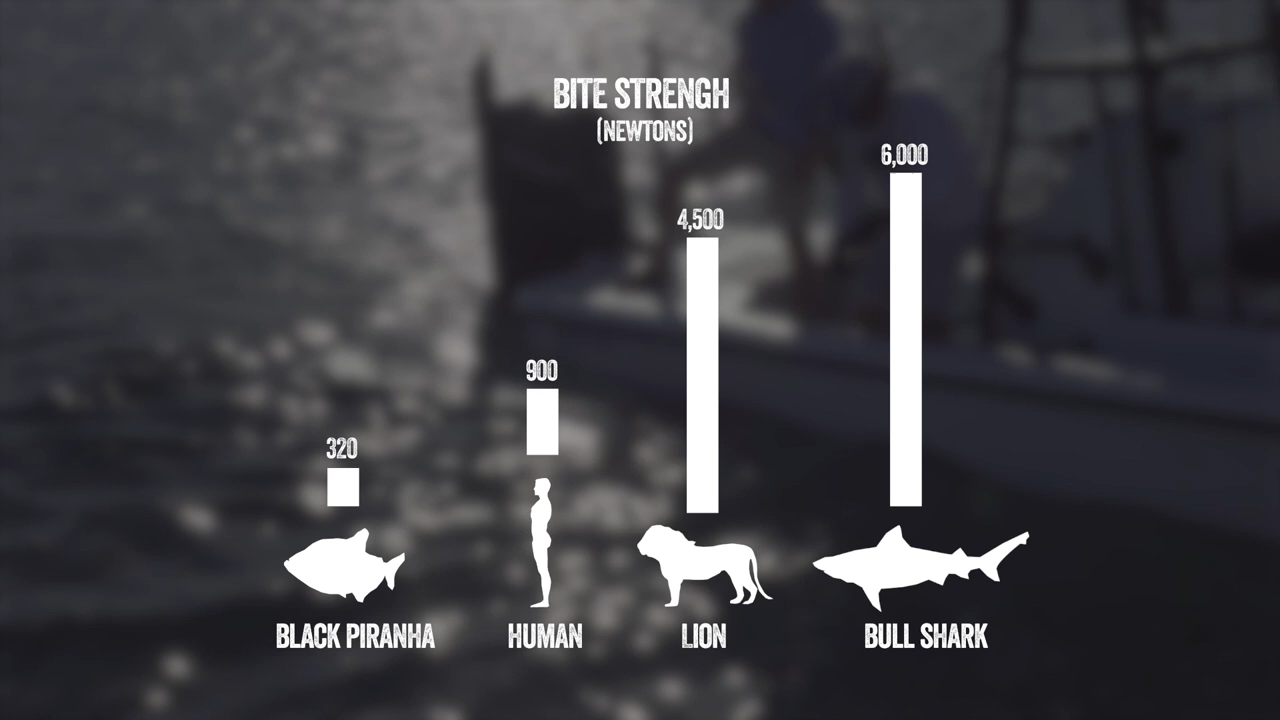 BITE STRENGH
(NEWTONS)
6,000
4,500
900
320
BLACK PIRANHA
HUMAN
LION
BULL SHARK